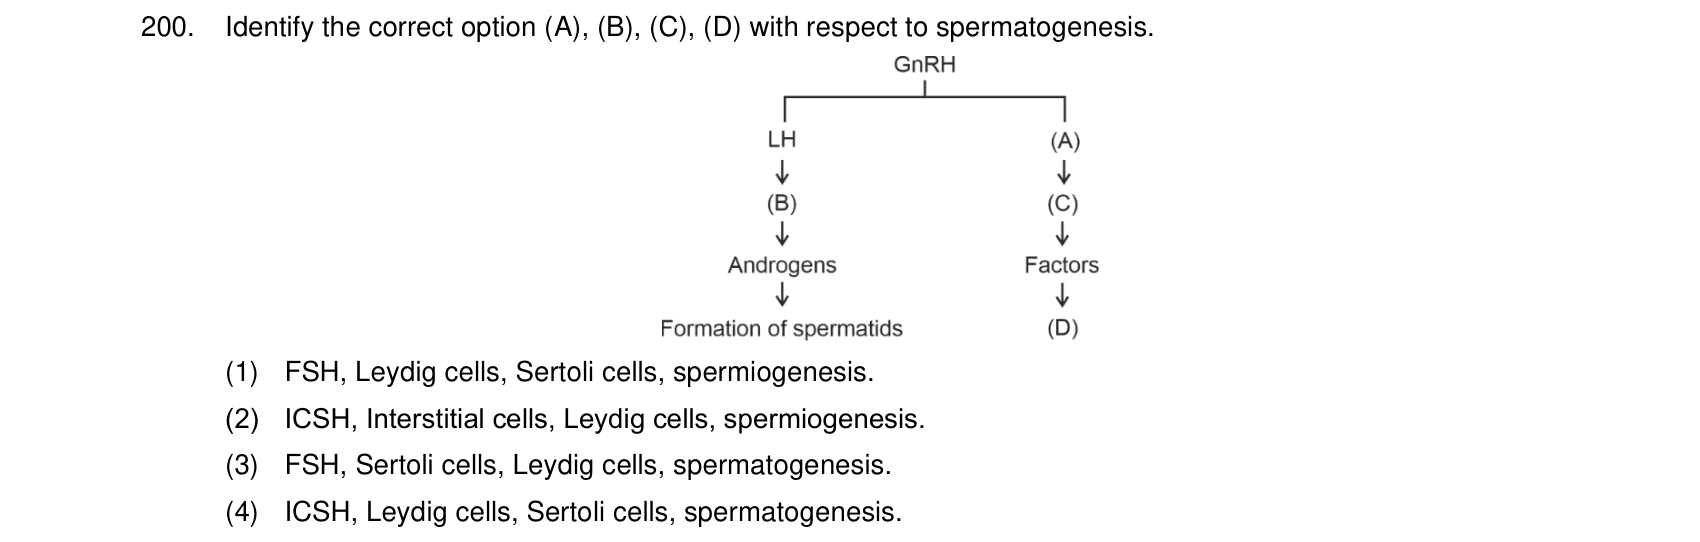 200. Identify the correct option (A), (B), (C), (D) with respect to spermatogenesis.
GnRH
LH (A)
(B) (C)
Androgens Factors
Formation of spermatids (D)
(1) FSH, Leydig cells, Sertoli cells, spermiogenesis.
(2) ICSH, Interstitial cells, Leydig cells, spermiogenesis.
(3) FSH, Sertoli cells, Leydig cells, spermatogenesis.
(4) ICSH, Leydig cells, Sertoli cells, spermatogenesis.